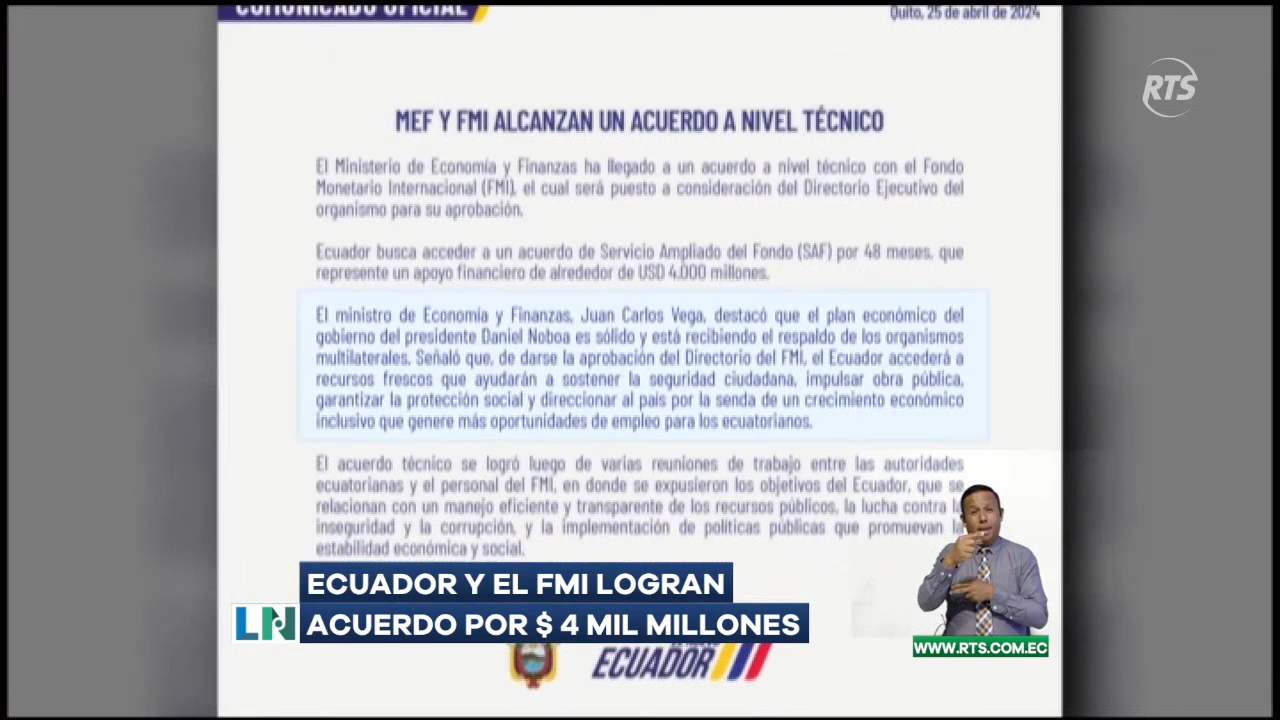 COMUNICADO OFICIAL
Quito, 25 de abril de 2024
RTS
MEF Y FMI ALCANZAN UN ACUERDO A NIVEL TÉCNICO
El Ministerio de Economía y Finanzas ha llegado a un acuerdo a nivel técnico con el Fondo
Monetario Internacional (FMI), el cual será puesto a consideración del Directorio Ejecutivo del
organismo para su aprobación.
Ecuador busca acceder a un acuerdo de Servicio Ampliado del Fondo (SAF) por 48 meses, que
represente un apoyo financiero de alrededor de USD 4.000 millones.
El ministro de Economía y Finanzas, Juan Carlos Vega, destacó que el plan económico del
gobierno del presidente Daniel Noboa es sólido y está recibiendo el respaldo de los organismos
multilaterales. Señaló que, de darse la aprobación del Directorio del FMI, el Ecuador accederá a
recursos frescos que ayudarán a sostener la seguridad ciudadana, impulsar obra pública,
garantizar la protección social y direccionar al país por la senda de un crecimiento económico
inclusivo que genere más oportunidades de empleo para los ecuatorianos.
El acuerdo técnico se logró luego de varias reuniones de trabajo entre las autoridades
ecuatorianas y el personal del FMI, en donde se expusieron los objetivos del Ecuador, que se
relacionan con un manejo eficiente y transparente de los recursos públicos, la lucha contra la
inseguridad y la corrupción, y la implementación de políticas públicas que promuevan la
estabilidad económica y social.
ECUADOR Y EL FMI LOGRAN
LN ACUERDO POR $ 4 MIL MILLONES
WWW.RTS.COM.EC
ECUADOR